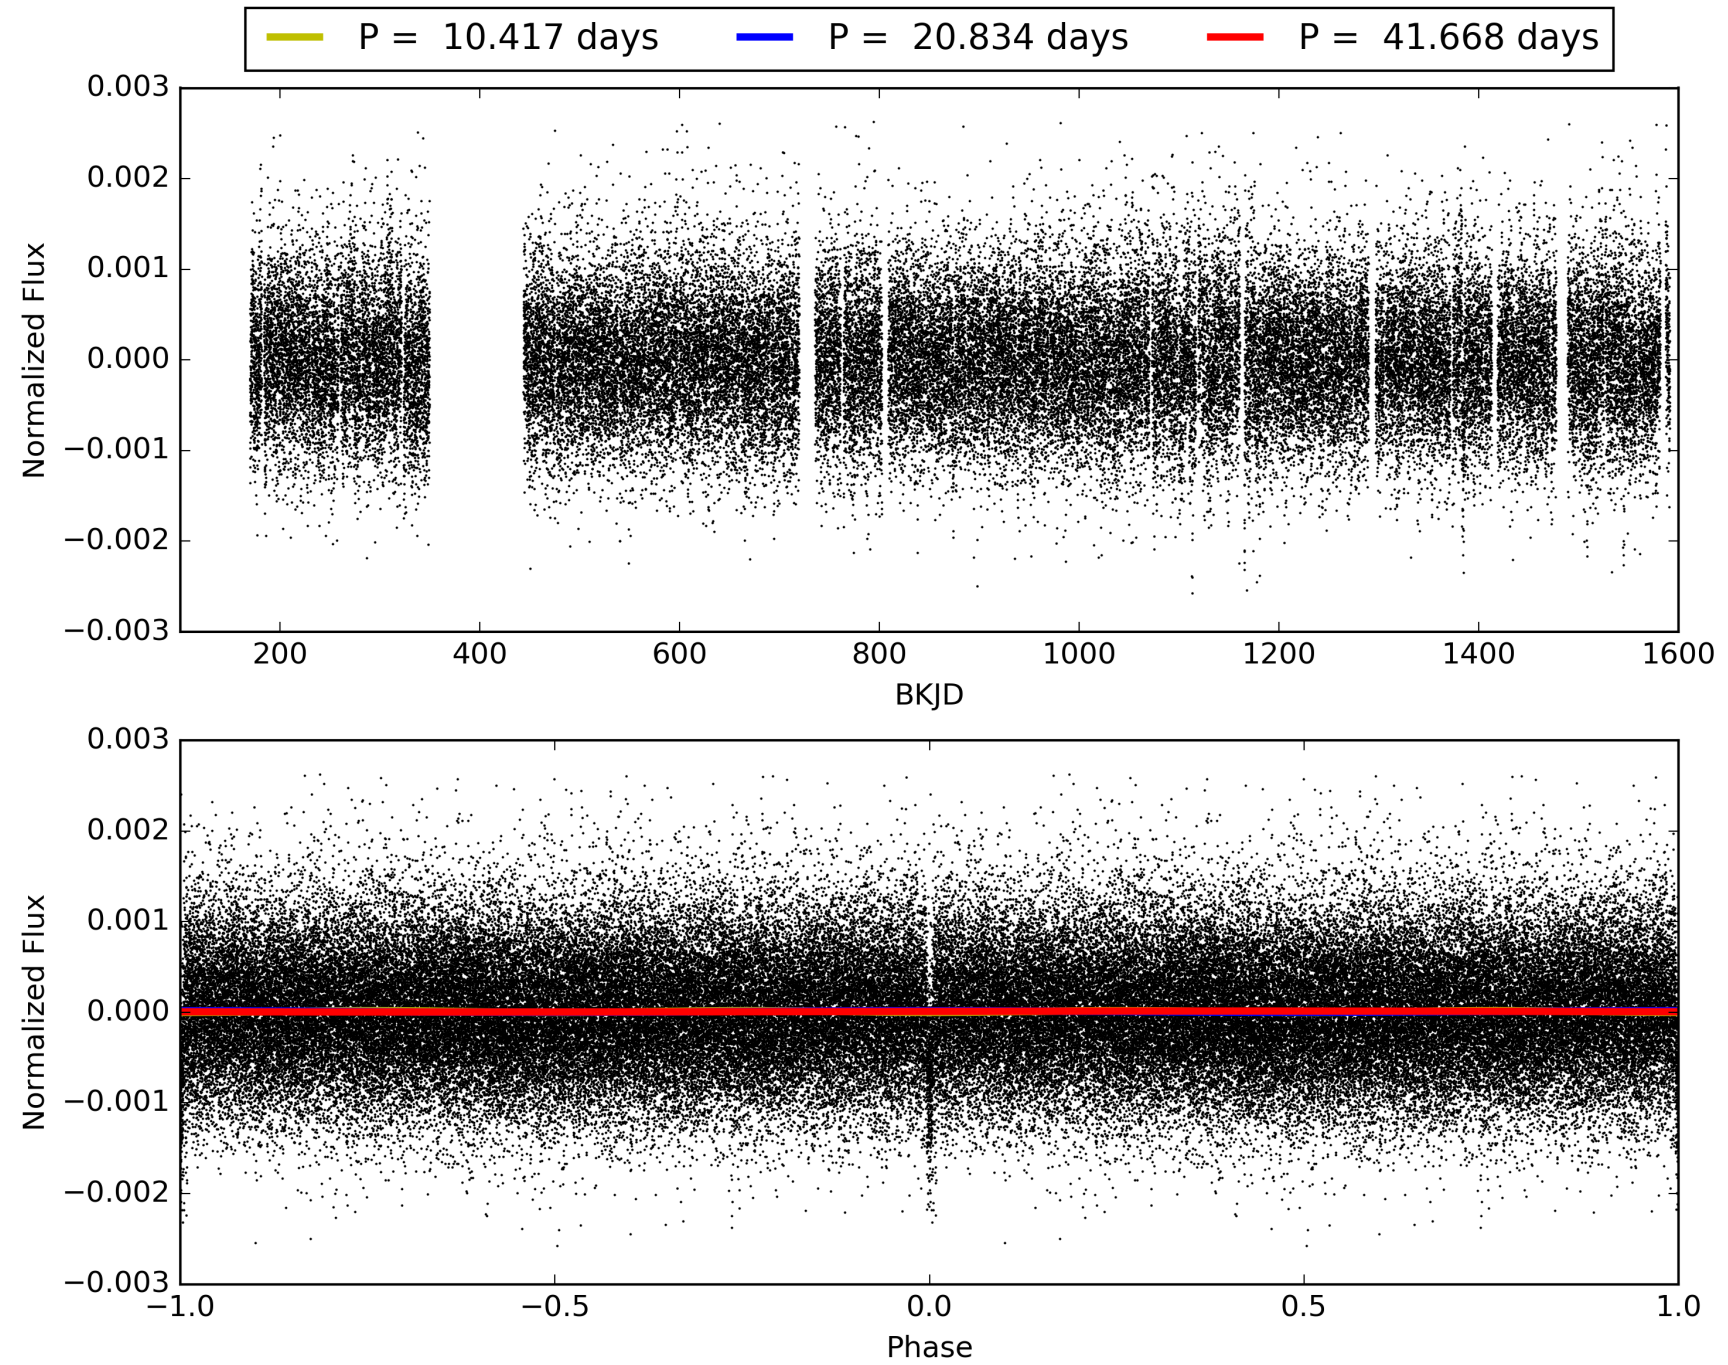 P = 10.417 days P = 20.834 days P = 41.668 days
0.003
0.002
0.001
0.000
−0.001
−0.002
−0.003
Normalized Flux
200 400 600 800 1000 1200 1400 1600
BKJD
0.003
0.002
0.001
0.000
−0.001
−0.002
−0.003
Normalized Flux
−1.0 −0.5 0.0 0.5 1.0
Phase